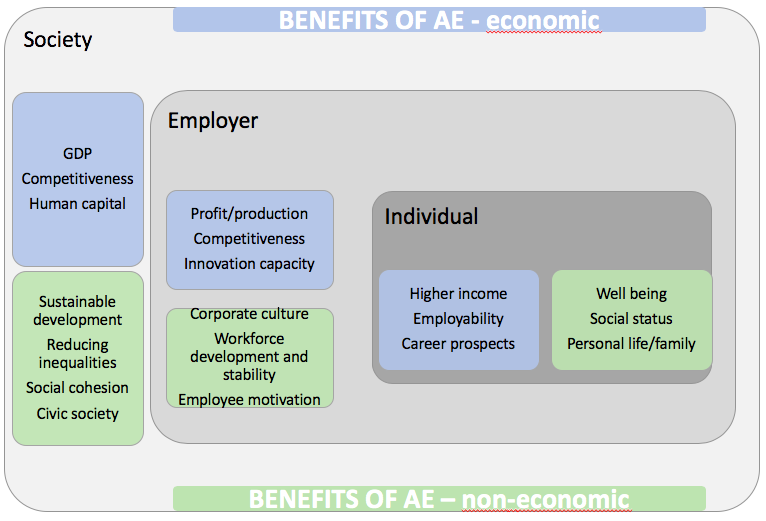 BENEFITS OF AE - economic
Society
GDP
Competitiveness
Human capital
Sustainable
development
Reducing
inequalities
Social cohesion
Civic society
Employer
Profit/production
Competitiveness
Innovation capacity
Corporate culture
Workforce
development and
stability
Employee motivation
Individual
Higher income
Employability
Career prospects
Well being
Social status
Personal life/family
BENEFITS OF AE – non-economic